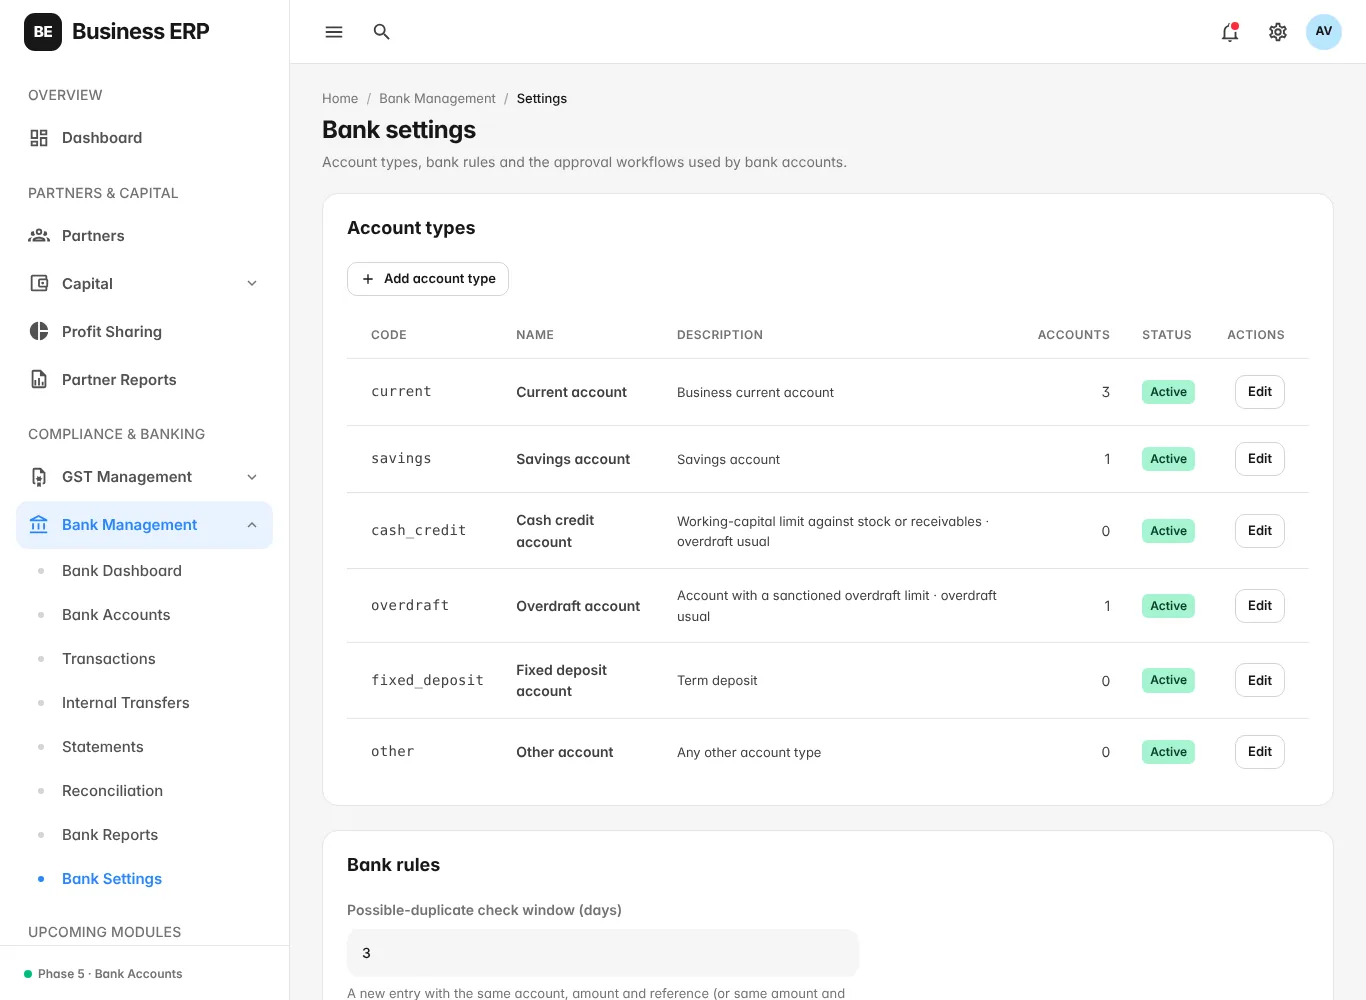 BE Business ERP
AV
OVERVIEW
Dashboard
PARTNERS & CAPITAL
Partners
Capital
Profit Sharing
Partner Reports
COMPLIANCE & BANKING
GST Management
Bank Management
Bank Dashboard
Bank Accounts
Transactions
Internal Transfers
Statements
Reconciliation
Bank Reports
Bank Settings
UPCOMING MODULES
Phase 5 · Bank Accounts
Home / Bank Management / Settings
Bank settings
Account types, bank rules and the approval workflows used by bank accounts.
Account types
+ Add account type
CODE NAME DESCRIPTION ACCOUNTS STATUS ACTIONS
current Current account Business current account 3 Active Edit
savings Savings account Savings account 1 Active Edit
cash_credit Cash credit account Working-capital limit against stock or receivables · overdraft usual 0 Active Edit
overdraft Overdraft account Account with a sanctioned overdraft limit · overdraft usual 1 Active Edit
fixed_deposit Fixed deposit account Term deposit 0 Active Edit
other Other account Any other account type 0 Active Edit
Bank rules
Possible-duplicate check window (days)
3
A new entry with the same account, amount and reference (or same amount and